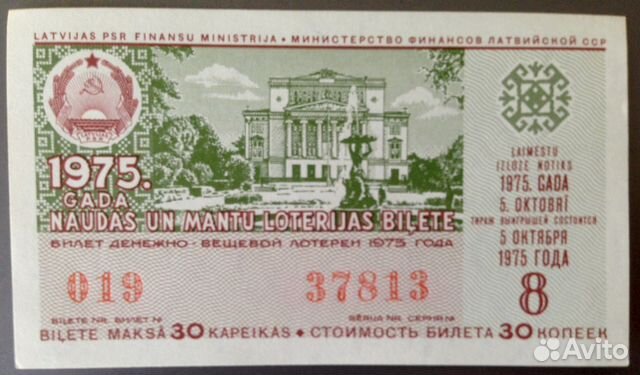 LATVIJAS PSR FINANSU MINISTRIJA • МИНИСТЕРСТВО ФИНАНСОВ ЛАТВИЙСКОЙ ССР
1975.
GADA
NAUDAS UN MANTU LOTERIJAS BIĻETE
БИЛЕТ ДЕНЕЖНО-ВЕЩЕВОЙ ЛОТЕРЕИ 1975 ГОДА
LAIMESTU
IZLOZE NOTIKS
1975. GADA
5. OKTOBRĪ
ТИРАЖ ВЫИГРЫШЕЙ СОСТОИТСЯ
5 ОКТЯБРЯ
1975 ГОДА
019 37813 8
BIĻETE NR. БИЛЕТ № SĒRIJA NR. СЕРИЯ №
BIĻETE MAKSĀ 30 KAPEIKAS • СТОИМОСТЬ БИЛЕТА 30 КОПЕЕК
Avito